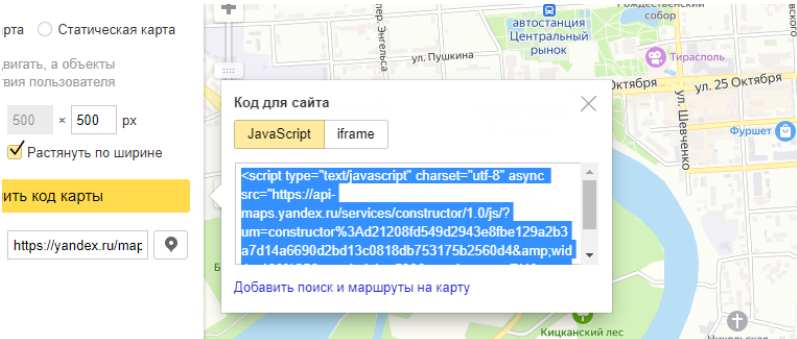 рта Статическая карта
двигать, а объекты
твия пользователя
500 × 500 px
Растянуть по ширине
ить код карты
https://yandex.ru/map
Код для сайта
JavaScript iframe
<script type="text/javascript" charset="utf-8" async
src="https://api-
maps.yandex.ru/services/constructor/1.0/js/?
um=constructor%3Ad21208fd549d2943e8fbe129a2b3
a7d14a6690d2bd13c0818db753175b2560d4&amp;wid
Добавить поиск и маршруты на карту
пер. Энгельса
ул. Пушкина
автостанция
Центральный
рынок
Рождественский
собор
Тирасполь
ктября
ул. 25 Октября
ул. Шевченко
Фуршет
Кицканский лес